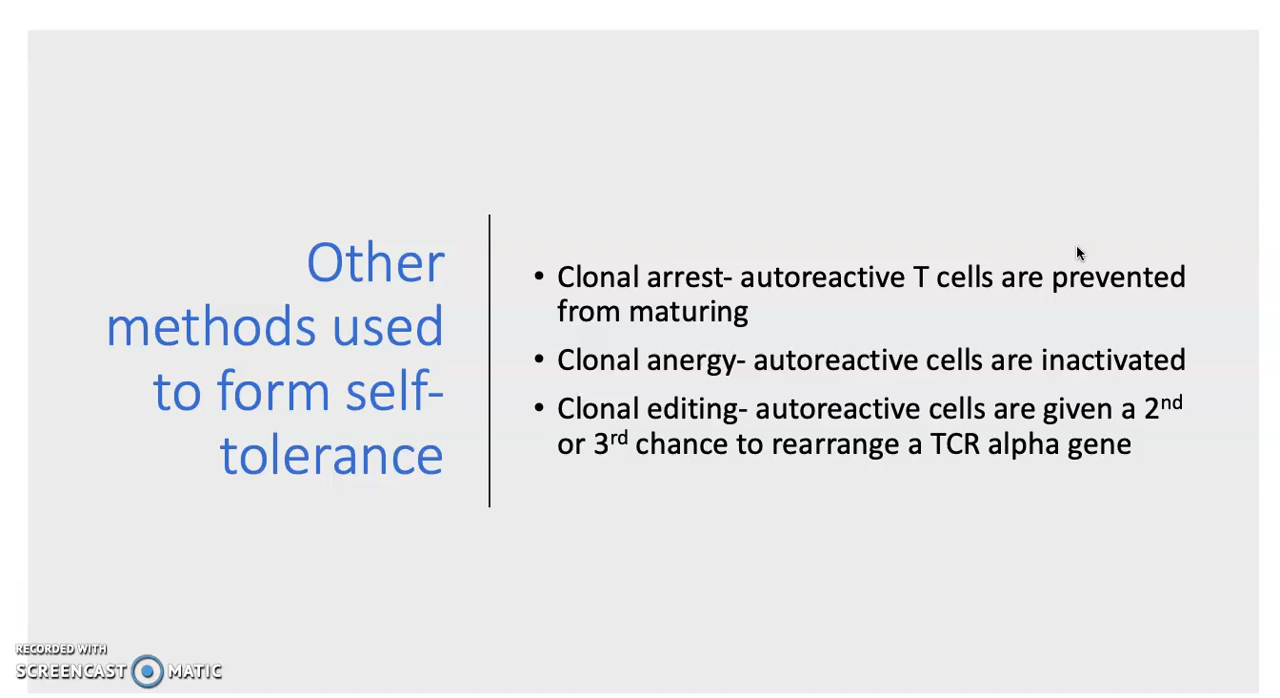 Other
methods used
to form self-
tolerance
• Clonal arrest- autoreactive T cells are prevented
from maturing
• Clonal anergy- autoreactive cells are inactivated
• Clonal editing- autoreactive cells are given a 2nd
or 3rd chance to rearrange a TCR alpha gene
RECORDED WITH
SCREENCAST MATIC